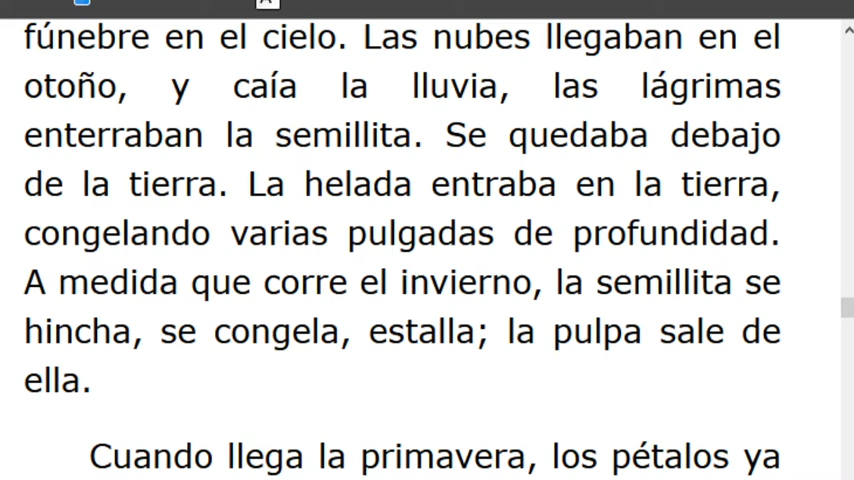 fúnebre en el cielo. Las nubes llegaban en el
otoño, y caía la lluvia, las lágrimas
enterraban la semillita. Se quedaba debajo
de la tierra. La helada entraba en la tierra,
congelando varias pulgadas de profundidad.
A medida que corre el invierno, la semillita se
hincha, se congela, estalla; la pulpa sale de
ella.
Cuando llega la primavera, los pétalos ya